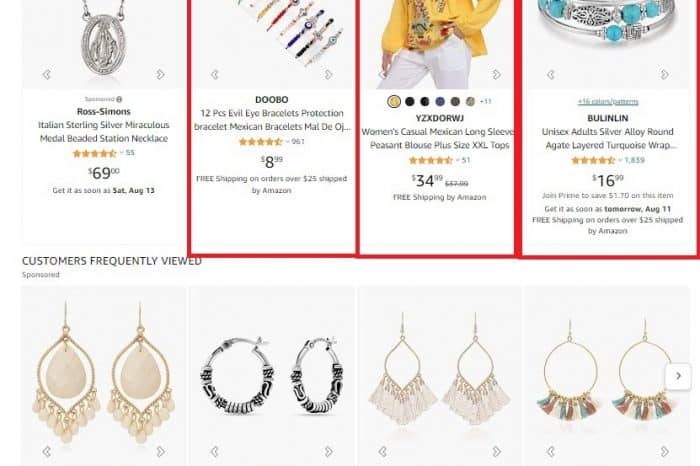 Sponsored
Ross-Simons
Italian Sterling Silver Miraculous
Medal Beaded Station Necklace
55
$69.00
Get it as soon as Sat, Aug 13
DOOBO
12 Pcs Evil Eye Bracelets Protection
bracelet Mexican Bracelets Mal De Oj...
961
$8.99
FREE Shipping on orders over $25 shipped
by Amazon
+11
YZXDORWJ
Women's Casual Mexican Long Sleeve
Peasant Blouse Plus Size XXL Tops
51
$34.99 $37.99
FREE Shipping by Amazon
+16 colors/patterns
BULINLIN
Unisex Adults Silver Alloy Round
Agate Layered Turquoise Wrap...
1,839
$16.99
Join Prime to save $1.70 on this item
Get it as soon as tomorrow, Aug 11
FREE Shipping on orders over $25 shipped
by Amazon
CUSTOMERS FREQUENTLY VIEWED
Sponsored